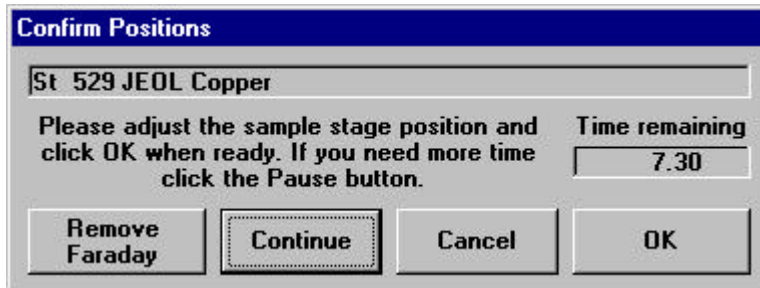 Confirm Positions
St 529 JEOL Copper
Please adjust the sample stage position and
click OK when ready. If you need more time
click the Pause button.
Time remaining
7.30
Remove
Faraday
Continue
Cancel
OK